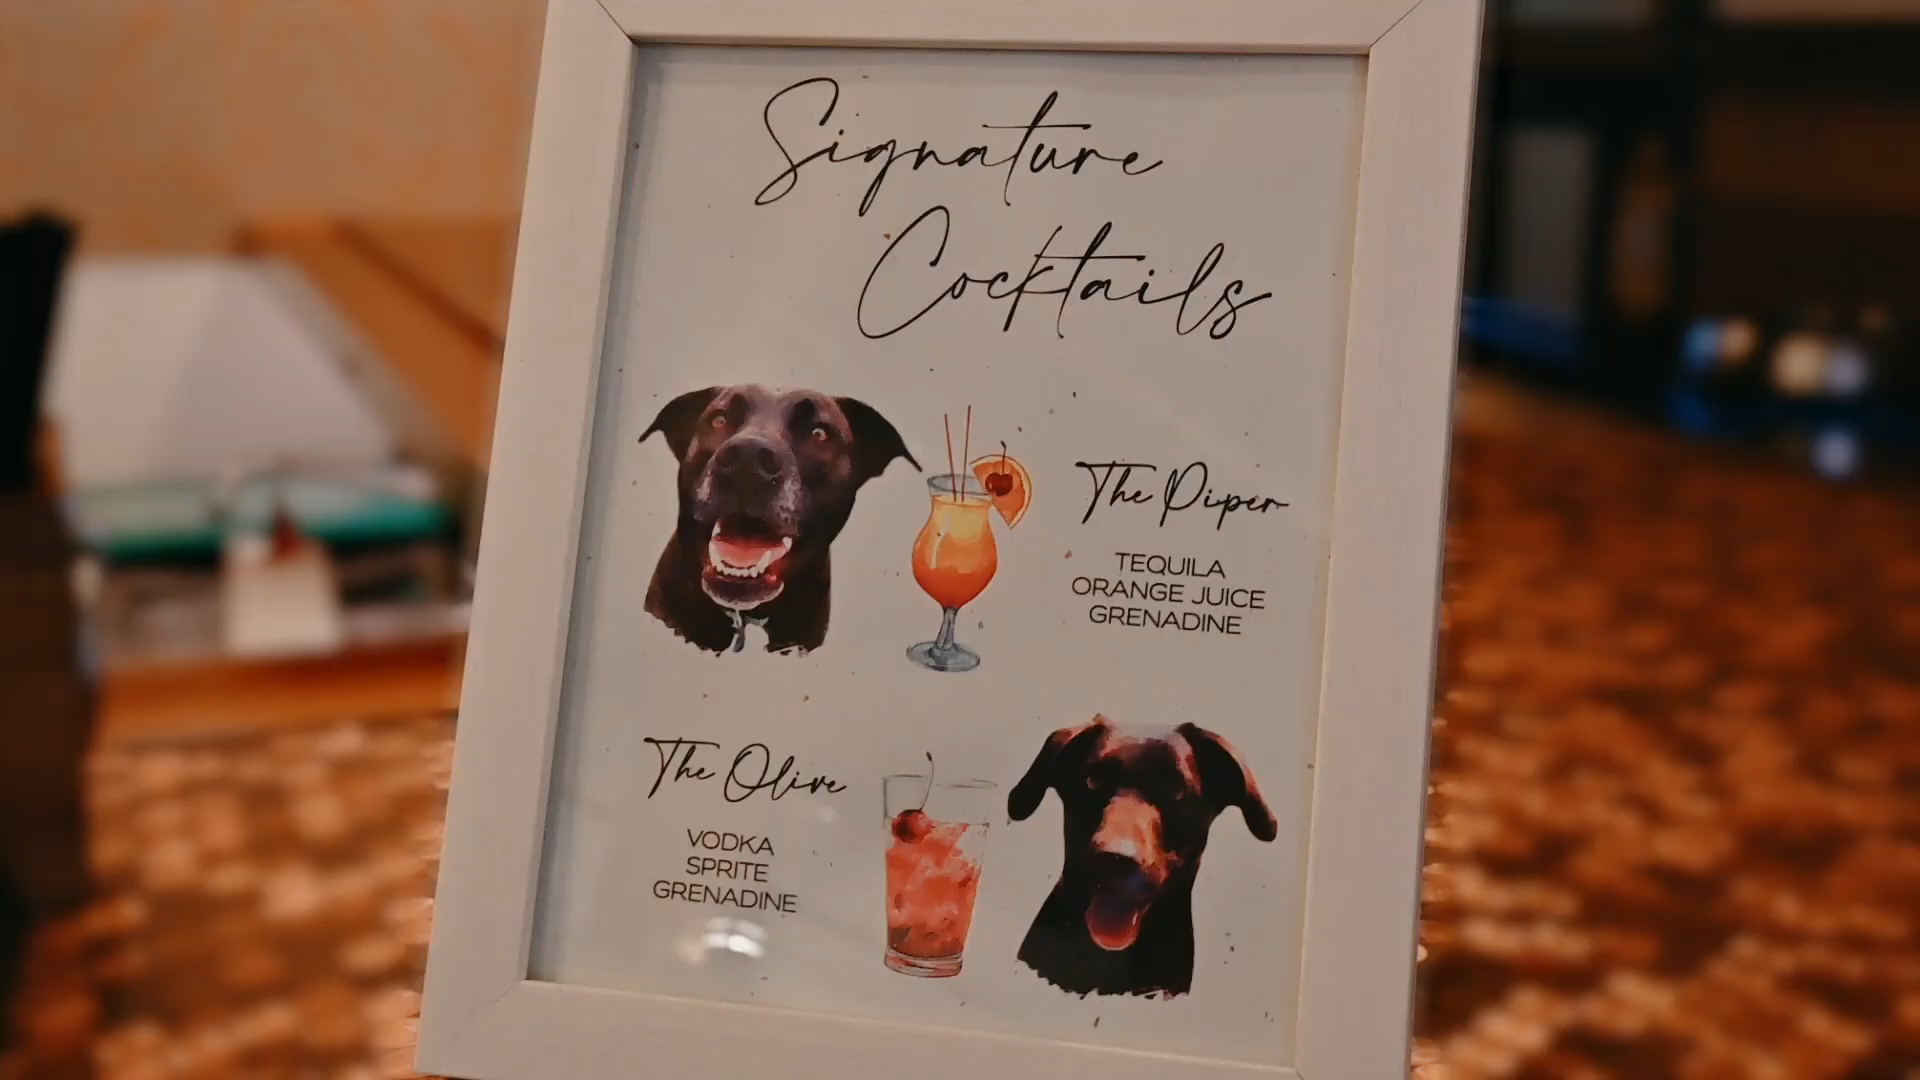 Signature
Cocktails
The Piper
TEQUILA
ORANGE JUICE
GRENADINE
The Olive
VODKA
SPRITE
GRENADINE